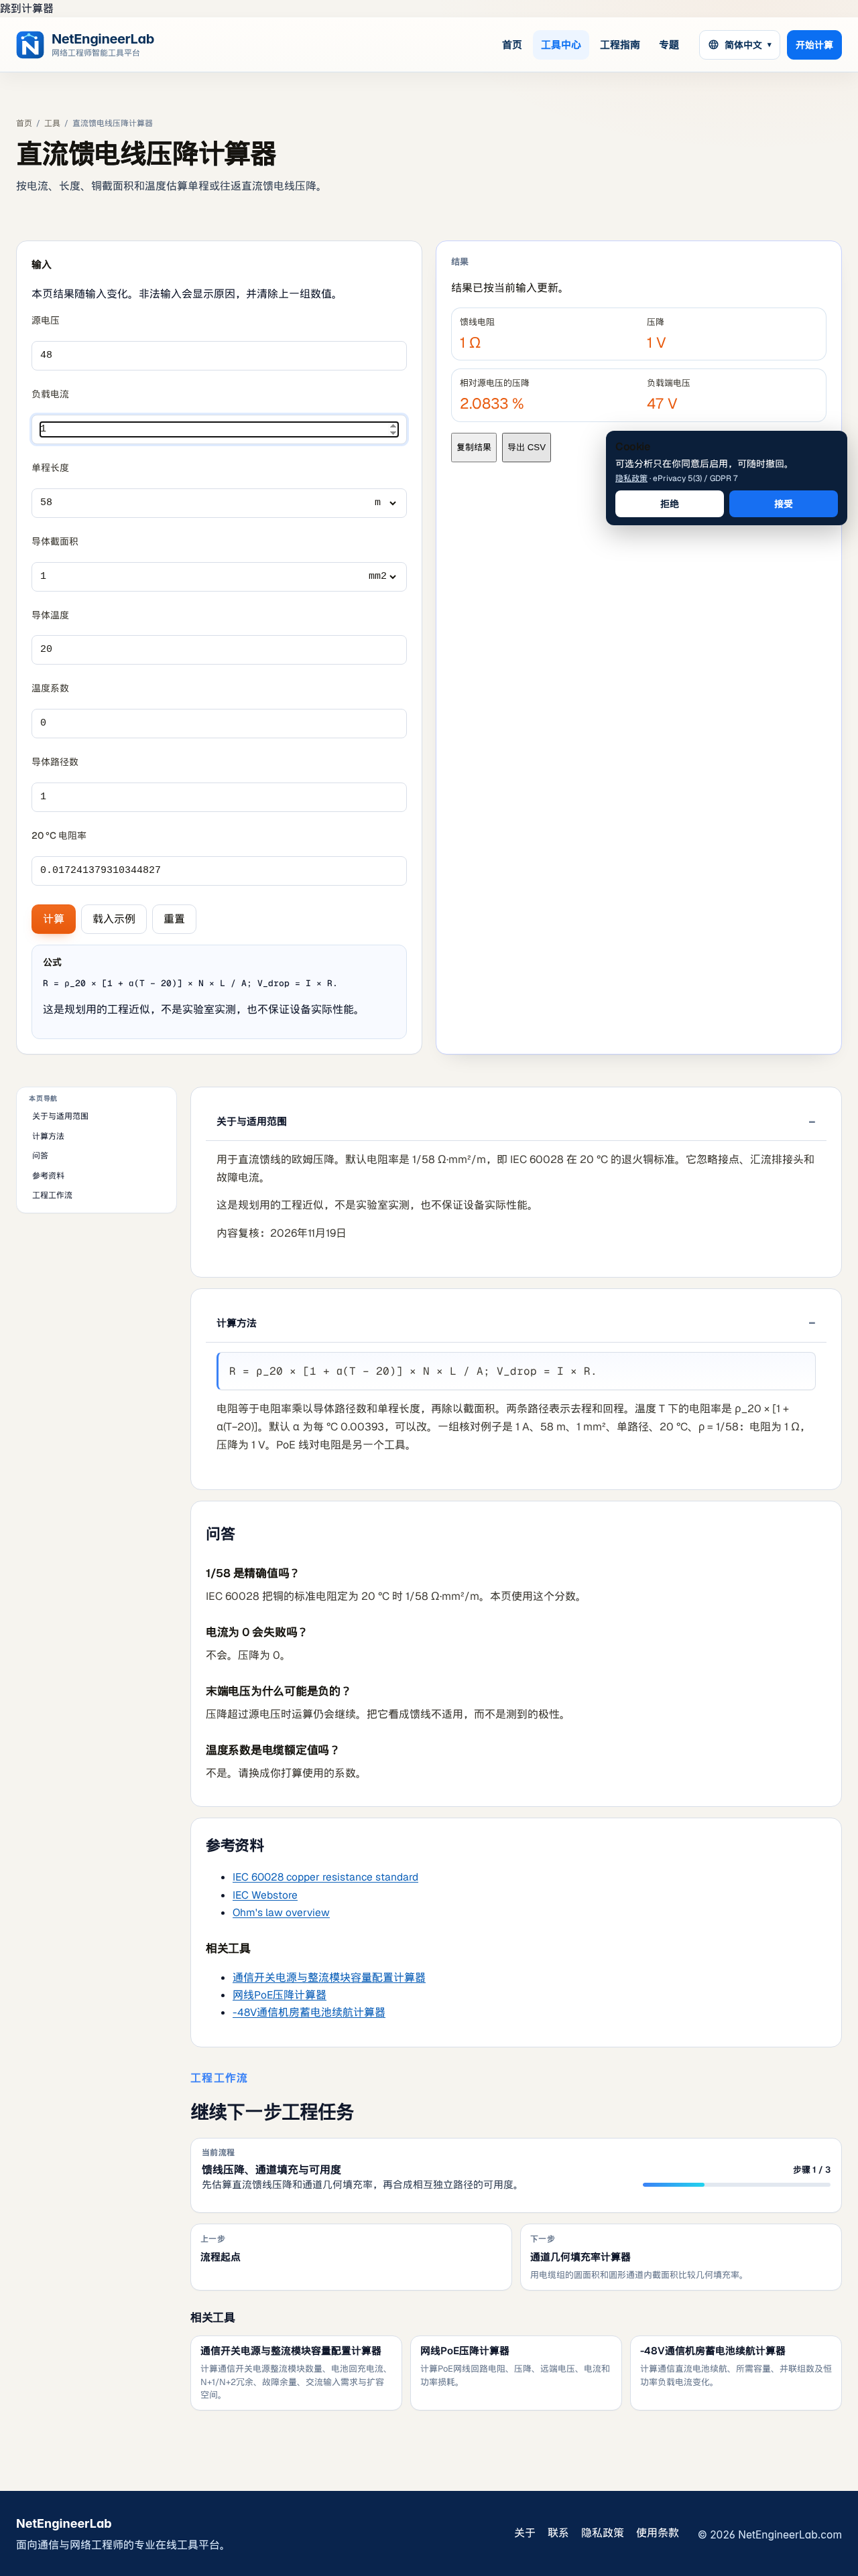 跳到计算器
NetEngineerLab
网络工程师智能工具平台
首页
工具中心
工程指南
专题
简体中文 ▾
开始计算
首页 / 工具 / 直流馈电线压降计算器
直流馈电线压降计算器
按电流、长度、铜截面积和温度估算单程或往返直流馈电线压降。
输入
本页结果随输入变化。非法输入会显示原因，并清除上一组数值。
源电压
48
负载电流
1
单程长度
58
m
导体截面积
1
mm2
导体温度
20
温度系数
0
导体路径数
1
20 °C 电阻率
0.017241379310344827
计算
载入示例
重置
公式
R = ρ_20 × [1 + α(T − 20)] × N × L / A; V_drop = I × R.
这是规划用的工程近似，不是实验室实测，也不保证设备实际性能。
结果
结果已按当前输入更新。
馈线电阻
1 Ω
压降
1 V
相对源电压的压降
2.0833 %
负载端电压
47 V
复制结果
导出 CSV
Cookie
可选分析只在你同意后启用，可随时撤回。
隐私政策 · ePrivacy 5(3) / GDPR 7
拒绝
接受
本页导航
关于与适用范围
计算方法
问答
参考资料
工程工作流
关于与适用范围
−
用于直流馈线的欧姆压降。默认电阻率是 1/58 Ω·mm²/m，即 IEC 60028 在 20 °C 的退火铜标准。它忽略接点、汇流排接头和
故障电流。
这是规划用的工程近似，不是实验室实测，也不保证设备实际性能。
内容复核：2026年11月19日
计算方法
−
R = ρ_20 × [1 + α(T − 20)] × N × L / A; V_drop = I × R.
电阻等于电阻率乘以导体路径数和单程长度，再除以截面积。两条路径表示去程和回程。温度 T 下的电阻率是 ρ_20 × [1 +
α(T−20)]。默认 α 为每 °C 0.00393，可以改。一组核对例子是 1 A、58 m、1 mm²、单路径、20 °C、ρ = 1/58：电阻为 1 Ω，
压降为 1 V。PoE 线对电阻是另一个工具。
问答
1/58 是精确值吗？
IEC 60028 把铜的标准电阻定为 20 °C 时 1/58 Ω·mm²/m。本页使用这个分数。
电流为 0 会失败吗？
不会。压降为 0。
末端电压为什么可能是负的？
压降超过源电压时运算仍会继续。把它看成馈线不适用，而不是测到的极性。
温度系数是电缆额定值吗？
不是。请换成你打算使用的系数。
参考资料
IEC 60028 copper resistance standard
IEC Webstore
Ohm's law overview
相关工具
通信开关电源与整流模块容量配置计算器
网线PoE压降计算器
-48V通信机房蓄电池续航计算器
工程工作流
继续下一步工程任务
当前流程
馈线压降、通道填充与可用度
先估算直流馈线压降和通道几何填充率，再合成相互独立路径的可用度。
步骤 1 / 3
上一步
流程起点
下一步
通道几何填充率计算器
用电缆组的圆面积和圆形通道内截面积比较几何填充率。
相关工具
通信开关电源与整流模块容量配置计算器
计算通信开关电源整流模块数量、电池回充电流、
N+1/N+2冗余、故障余量、交流输入需求与扩容
空间。
网线PoE压降计算器
计算PoE网线回路电阻、压降、远端电压、电流和
功率损耗。
-48V通信机房蓄电池续航计算器
计算通信直流电池续航、所需容量、并联组数及恒
功率负载电流变化。
NetEngineerLab
面向通信与网络工程师的专业在线工具平台。
关于
联系
隐私政策
使用条款
© 2026 NetEngineerLab.com